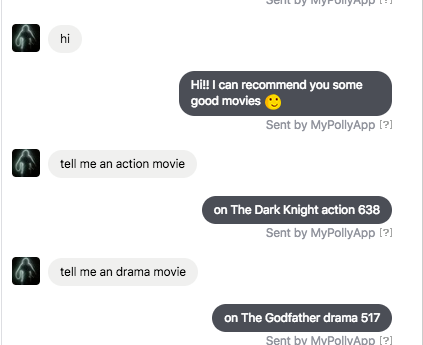 Sent by MyPollyApp [?]
hi
Hi!! I can recommend you some
good movies 🙂
Sent by MyPollyApp [?]
tell me an action movie
on The Dark Knight action 638
Sent by MyPollyApp [?]
tell me an drama movie
on The Godfather drama 517
Sent by MyPollyApp [?]